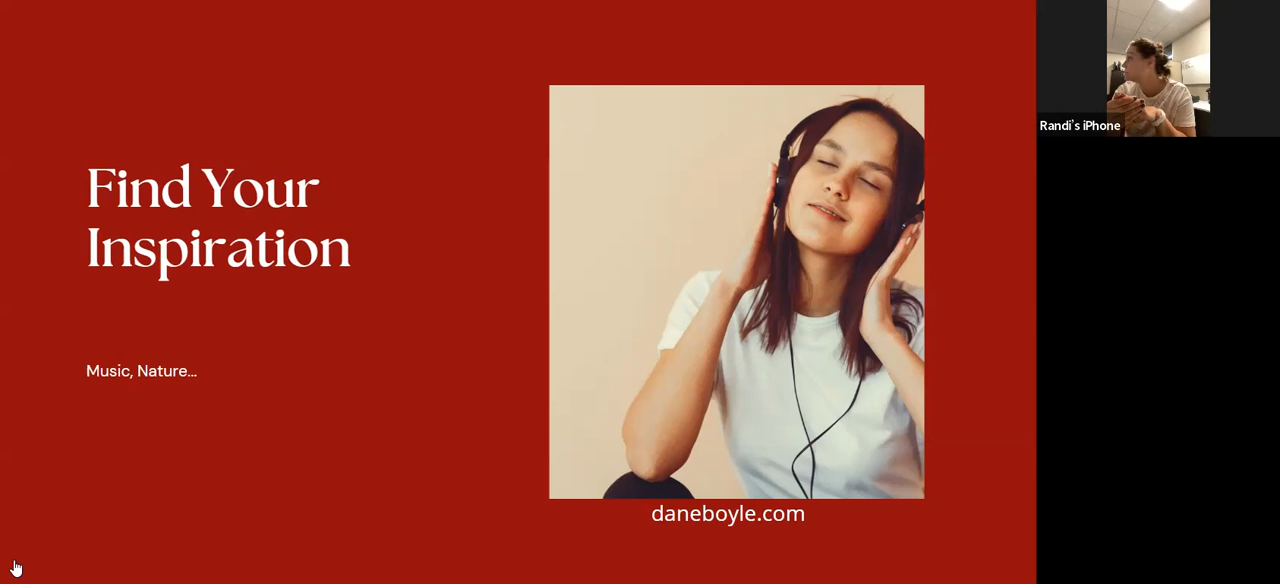 Find Your
Inspiration
Music, Nature...
daneboyle.com
Randi's iPhone